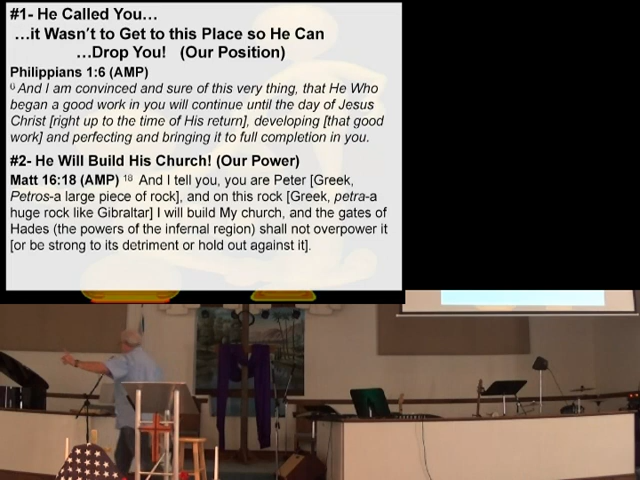 #1- He Called You…
…it Wasn't to Get to this Place so He Can
…Drop You! (Our Position)
Philippians 1:6 (AMP)
6 And I am convinced and sure of this very thing, that He Who
began a good work in you will continue until the day of Jesus
Christ [right up to the time of His return], developing [that good
work] and perfecting and bringing it to full completion in you.
#2- He Will Build His Church! (Our Power)
Matt 16:18 (AMP) 18 And I tell you, you are Peter [Greek,
Petros-a large piece of rock], and on this rock [Greek, petra-a
huge rock like Gibraltar] I will build My church, and the gates of
Hades (the powers of the infernal region) shall not overpower it
[or be strong to its detriment or hold out against it].